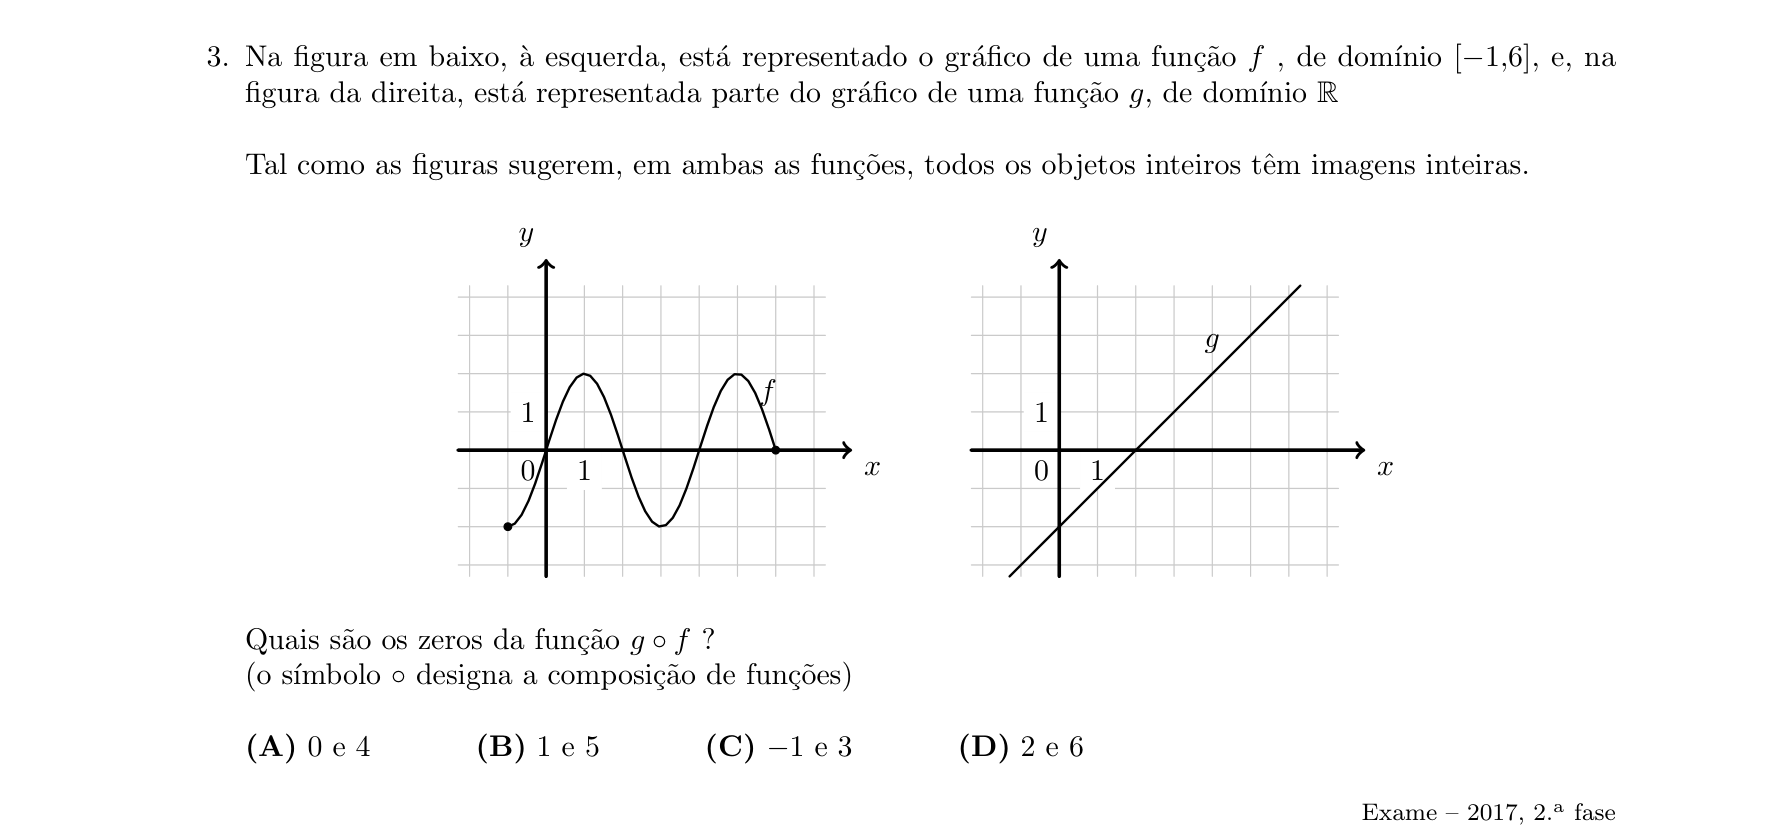 3. Na figura em baixo, à esquerda, está representado o gráfico de uma função f , de domínio [−1,6], e, na
figura da direita, está representada parte do gráfico de uma função g, de domínio ℝ
Tal como as figuras sugerem, em ambas as funções, todos os objetos inteiros têm imagens inteiras.
y
f
1
0 1
x
y
g
1
0 1
x
Quais são os zeros da função g ∘ f ?
(o símbolo ∘ designa a composição de funções)
(A) 0 e 4 (B) 1 e 5 (C) −1 e 3 (D) 2 e 6
Exame – 2017, 2.ª fase